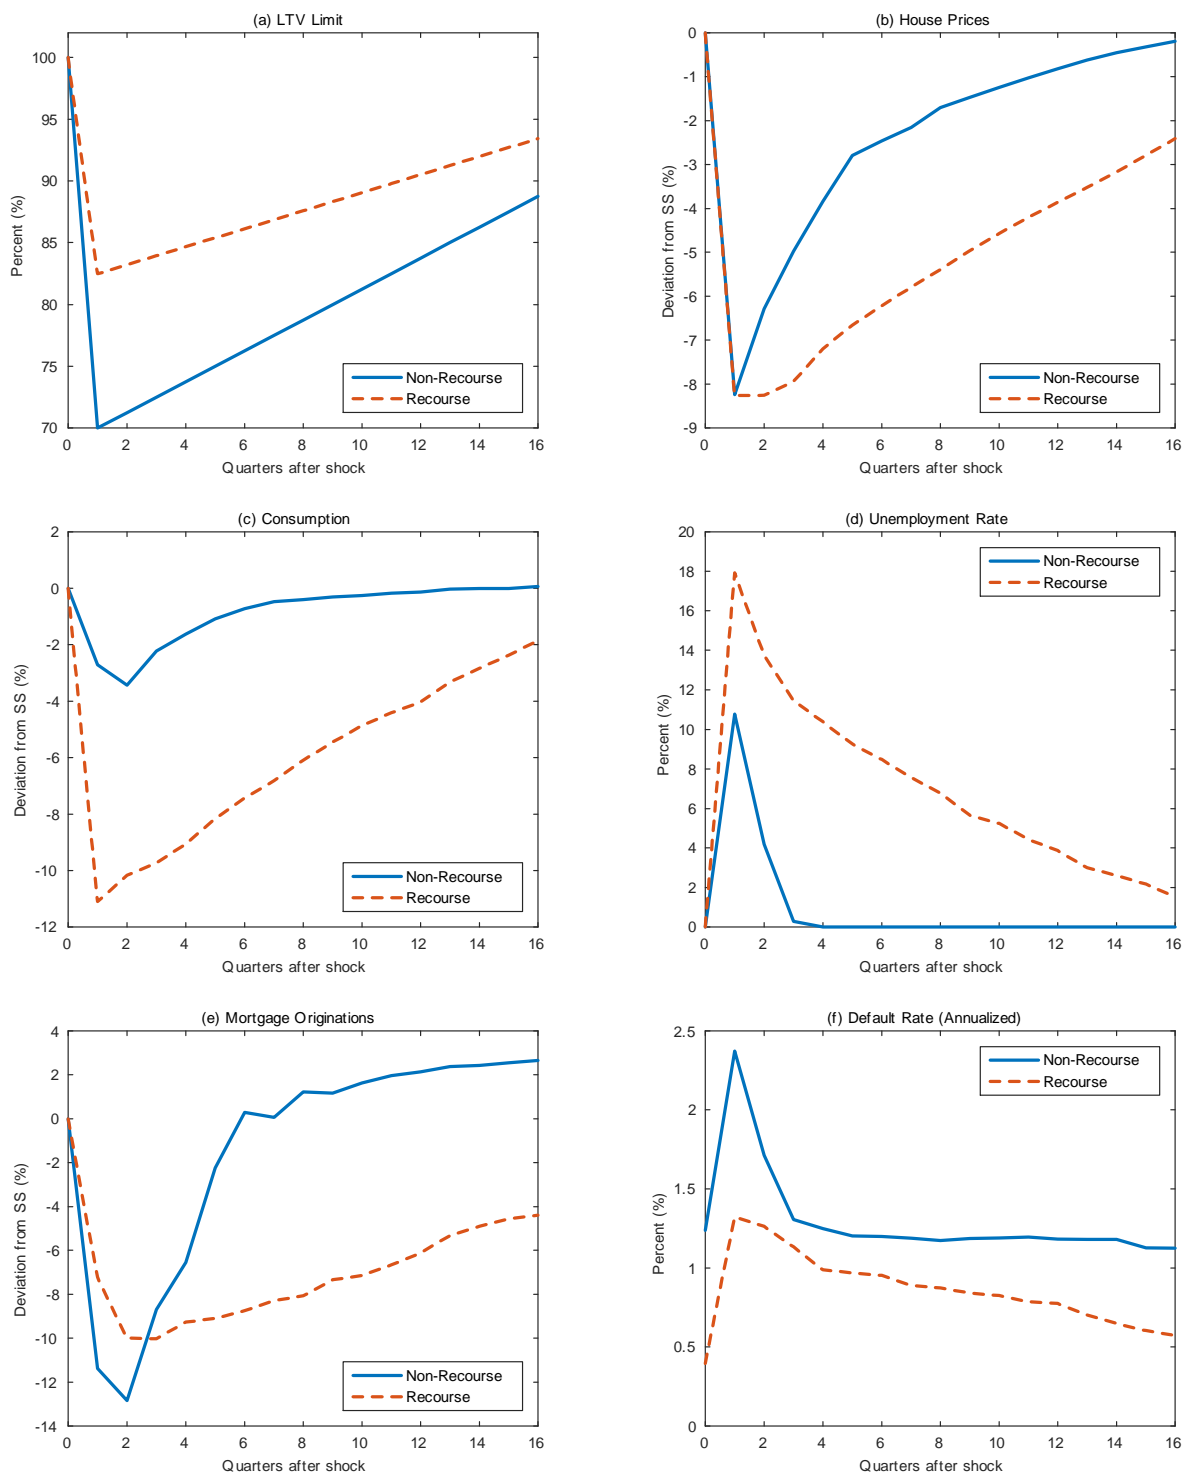 (a) LTV Limit
100
95
90
85
80
75
70
Percent (%)
Non-Recourse
Recourse
0 2 4 6 8 10 12 14 16
Quarters after shock
(b) House Prices
0
-1
-2
-3
-4
-5
-6
-7
-8
-9
Deviation from SS (%)
Non-Recourse
Recourse
0 2 4 6 8 10 12 14 16
Quarters after shock
(c) Consumption
2
0
-2
-4
-6
-8
-10
-12
Deviation from SS (%)
Non-Recourse
Recourse
0 2 4 6 8 10 12 14 16
Quarters after shock
(d) Unemployment Rate
20
18
16
14
12
10
8
6
4
2
0
Percent (%)
Non-Recourse
Recourse
0 2 4 6 8 10 12 14 16
Quarters after shock
(e) Mortgage Originations
4
2
0
-2
-4
-6
-8
-10
-12
-14
Deviation from SS (%)
Non-Recourse
Recourse
0 2 4 6 8 10 12 14 16
Quarters after shock
(f) Default Rate (Annualized)
2.5
2
1.5
1
0.5
0
Percent (%)
Non-Recourse
Recourse
0 2 4 6 8 10 12 14 16
Quarters after shock